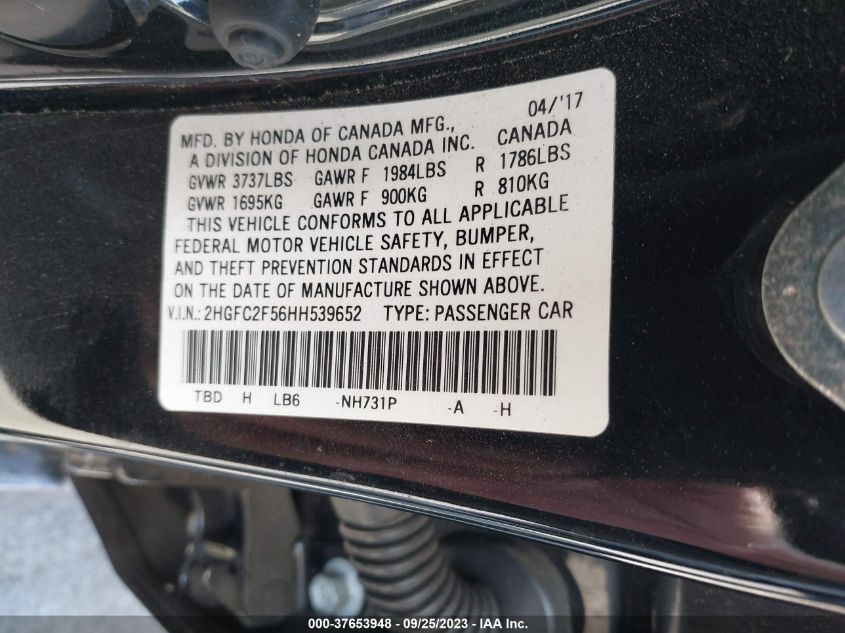 04/'17
MFD. BY HONDA OF CANADA MFG., CANADA
A DIVISION OF HONDA CANADA INC.
GVWR 3737LBS GAWR F 1984LBS R 1786LBS
GVWR 1695KG GAWR F 900KG R 810KG
THIS VEHICLE CONFORMS TO ALL APPLICABLE
FEDERAL MOTOR VEHICLE SAFETY, BUMPER,
AND THEFT PREVENTION STANDARDS IN EFFECT
ON THE DATE OF MANUFACTURE SHOWN ABOVE.
V.I.N.: 2HGFC2F56HH539652 TYPE: PASSENGER CAR
TBD H LB6 -NH731P -A -H
000-37653948 - 09/25/2023 - IAA Inc.